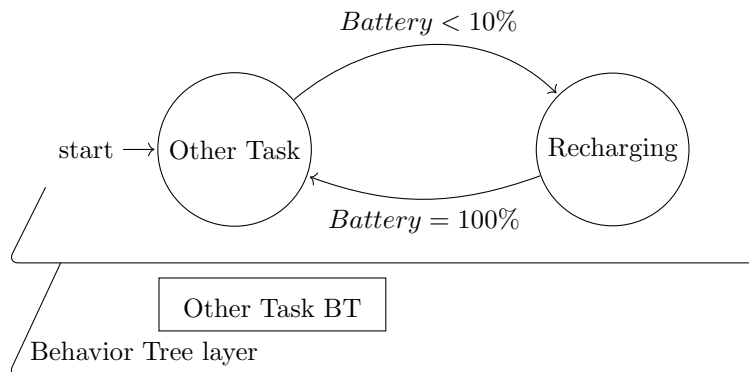 Battery < 10%
start
Other Task
Recharging
Battery = 100%
Other Task BT
Behavior Tree layer